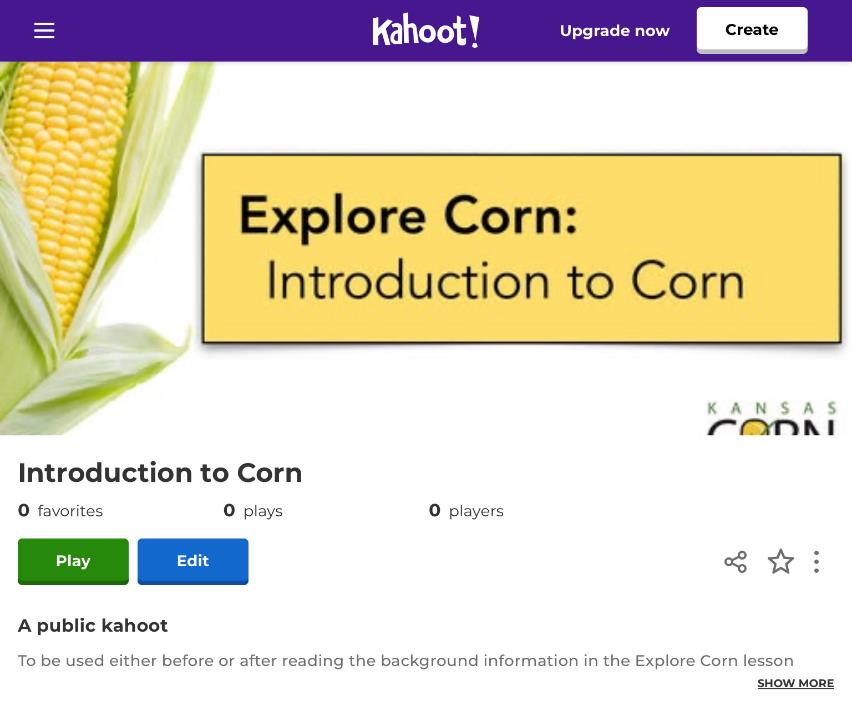 Kahoot!
Upgrade now
Create
Explore Corn:
Introduction to Corn
KANSAS
CORN
Introduction to Corn
0 favorites
0 plays
0 players
Play
Edit
A public kahoot
To be used either before or after reading the background information in the Explore Corn lesson
SHOW MORE